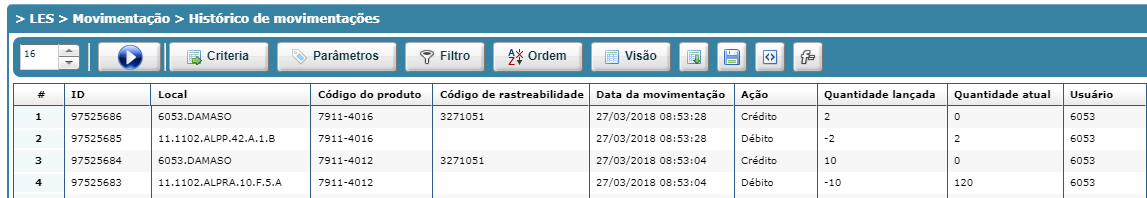 > LES > Movimentação > Histórico de movimentações
16 Criteria Parâmetros Filtro Ordem Visão
# ID Local Código do produto Código de rastreabilidade Data da movimentação Ação Quantidade lançada Quantidade atual Usuário
1 97525686 6053.DAMASO 7911-4016 3271051 27/03/2018 08:53:28 Crédito 2 0 6053
2 97525685 11.1102.ALPP.42.A.1.B 7911-4016 27/03/2018 08:53:28 Débito -2 2 6053
3 97525684 6053.DAMASO 7911-4012 3271051 27/03/2018 08:53:04 Crédito 10 0 6053
4 97525683 11.1102.ALPRA.10.F.5.A 7911-4012 27/03/2018 08:53:04 Débito -10 120 6053